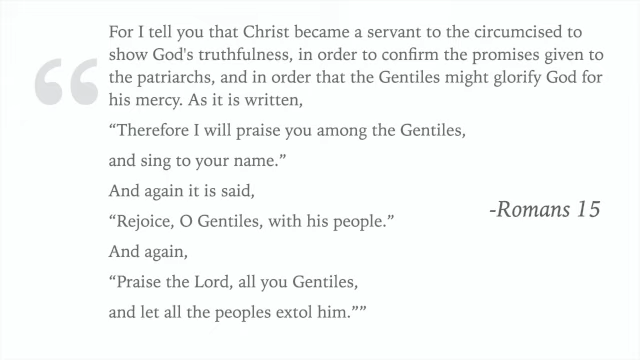 For I tell you that Christ became a servant to the circumcised to
show God's truthfulness, in order to confirm the promises given to
the patriarchs, and in order that the Gentiles might glorify God for
his mercy. As it is written,
“Therefore I will praise you among the Gentiles,
and sing to your name.”
And again it is said,
“Rejoice, O Gentiles, with his people.”
And again,
“Praise the Lord, all you Gentiles,
and let all the peoples extol him.””
-Romans 15